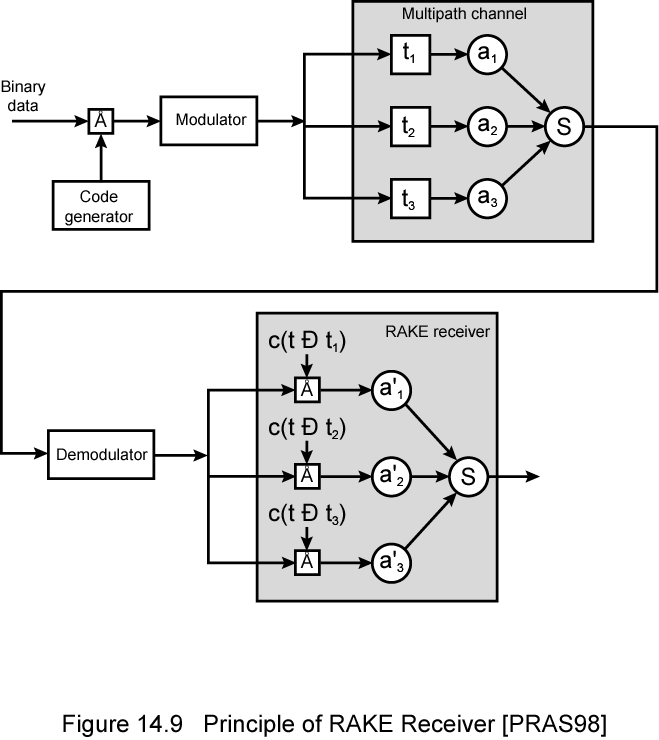 Multipath channel
Binary
data
Å
Modulator
Code
generator
t1
a1
t2
a2
S
t3
a3
RAKE receiver
c(t Ð t1)
Å
a'1
c(t Ð t2)
Demodulator
Å
a'2
S
c(t Ð t3)
Å
a'3
Figure 14.9 Principle of RAKE Receiver [PRAS98]